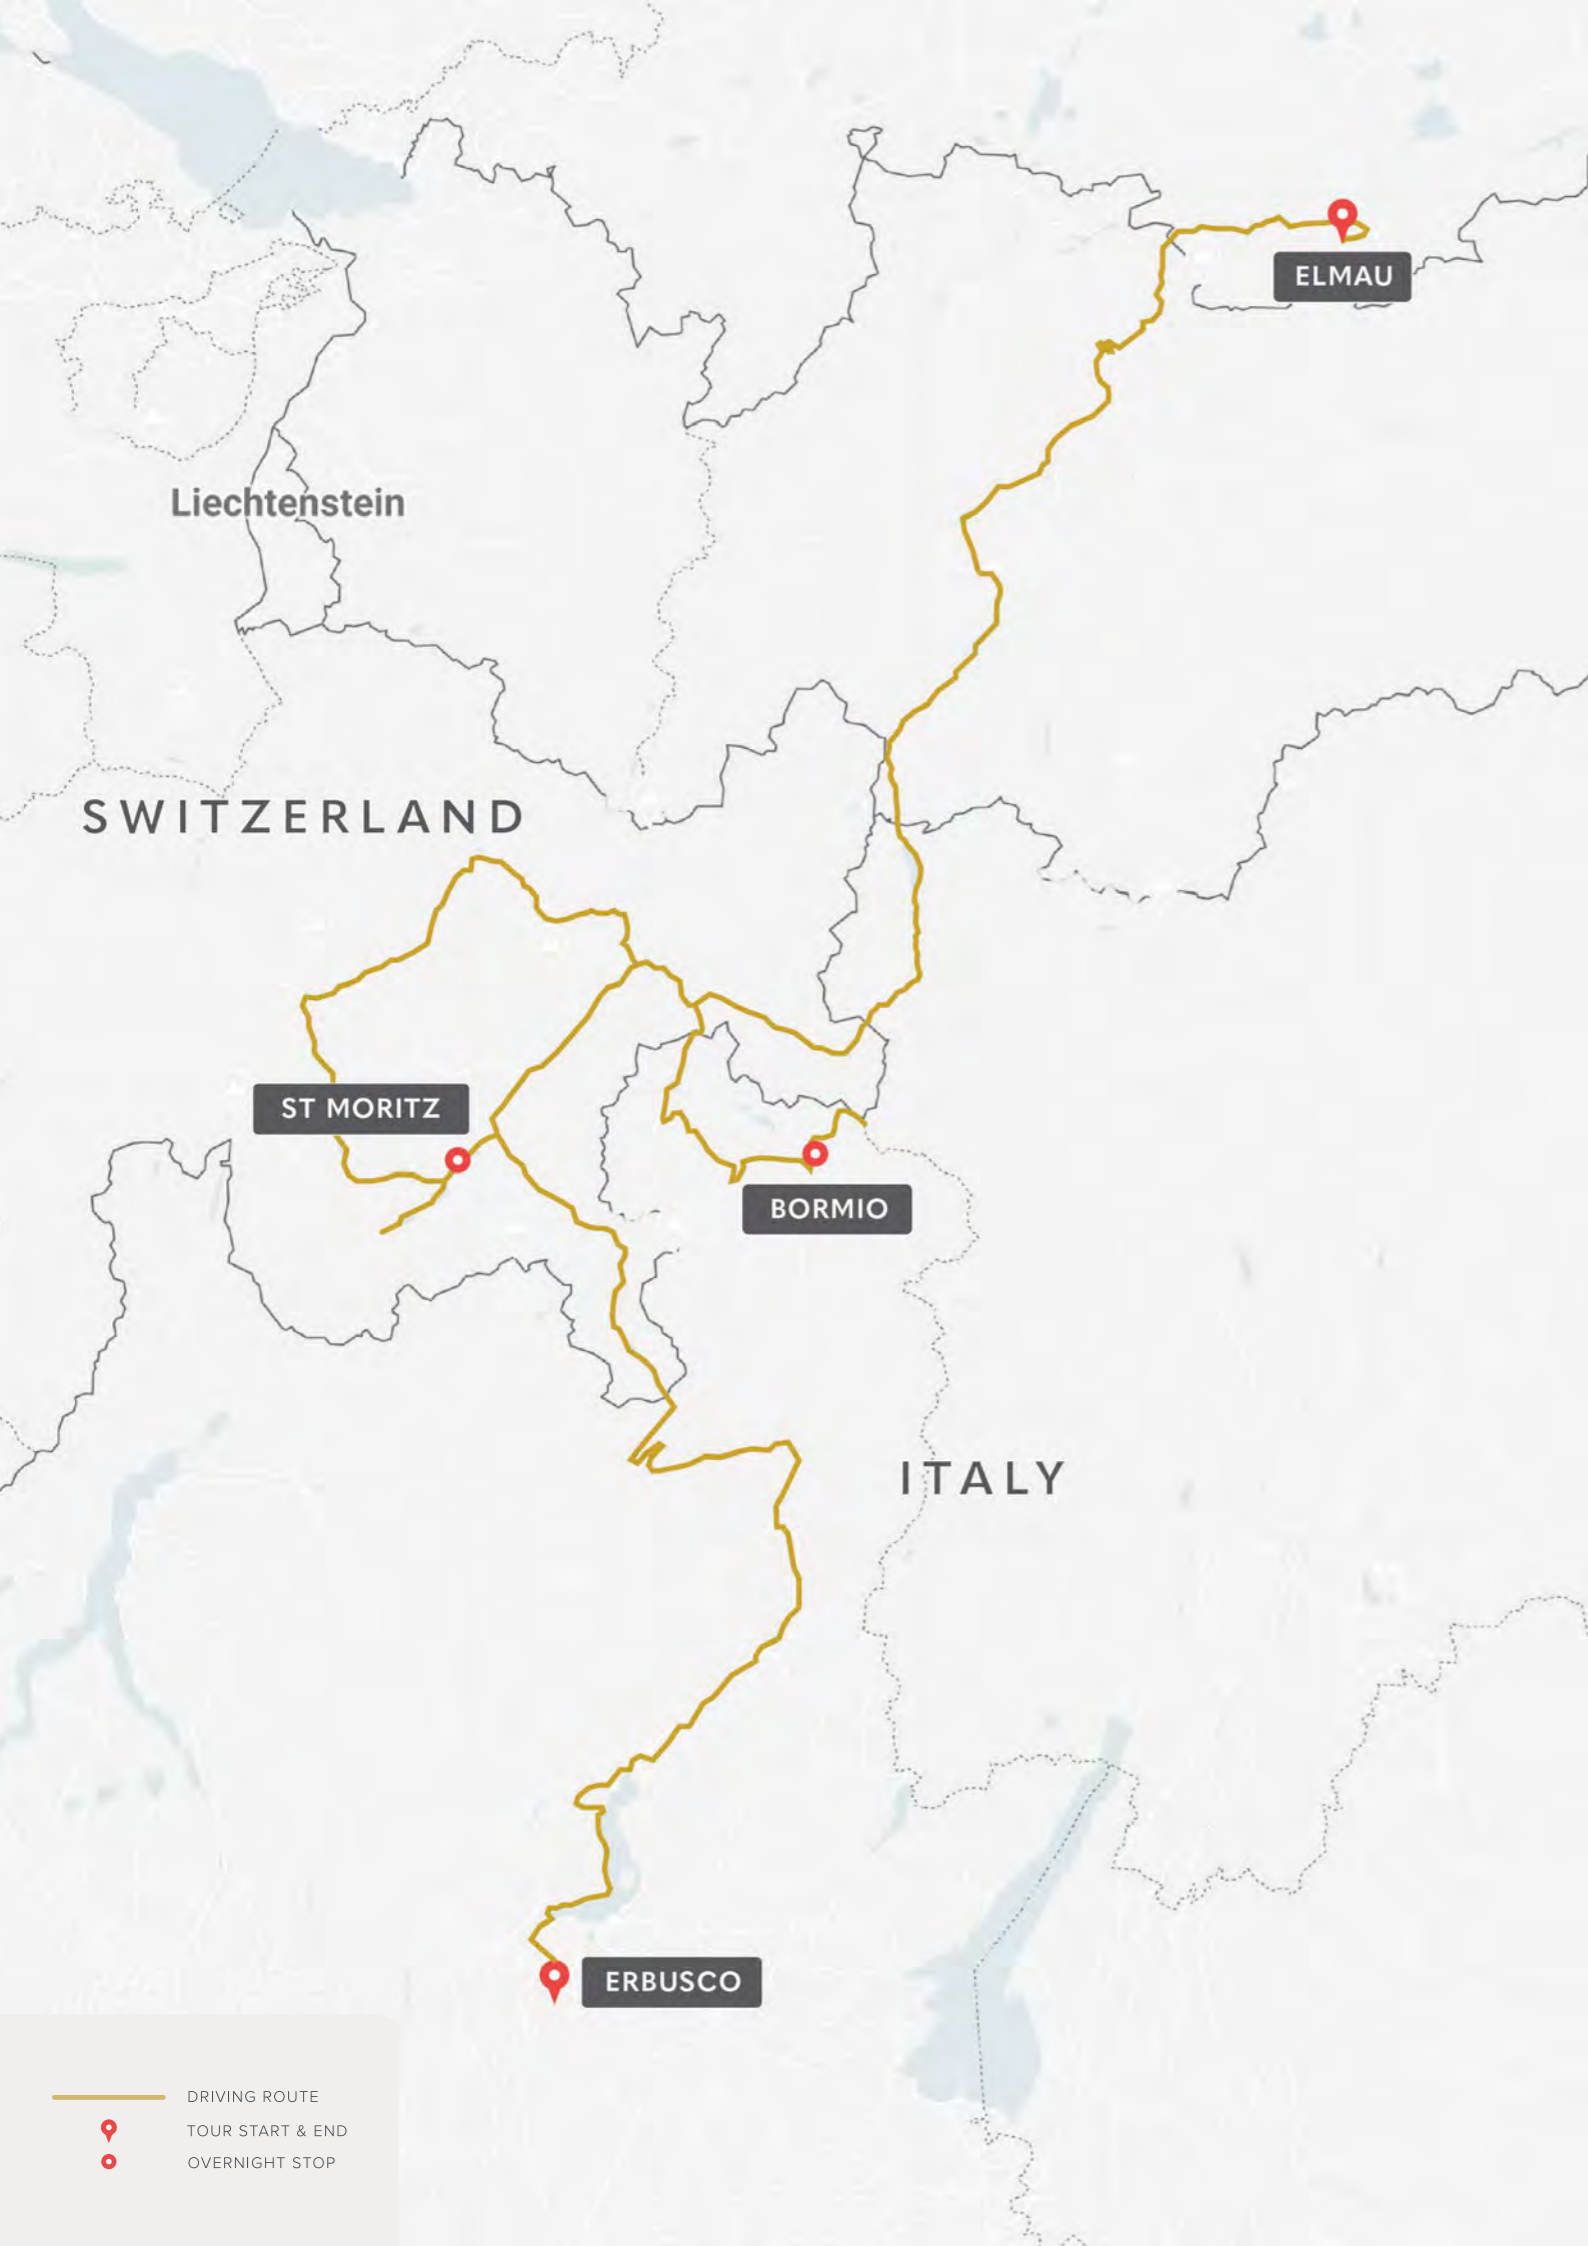 ELMAU
Liechtenstein
SWITZERLAND
ST MORITZ
BORMIO
ITALY
ERBUSCO
DRIVING ROUTE
TOUR START & END
OVERNIGHT STOP